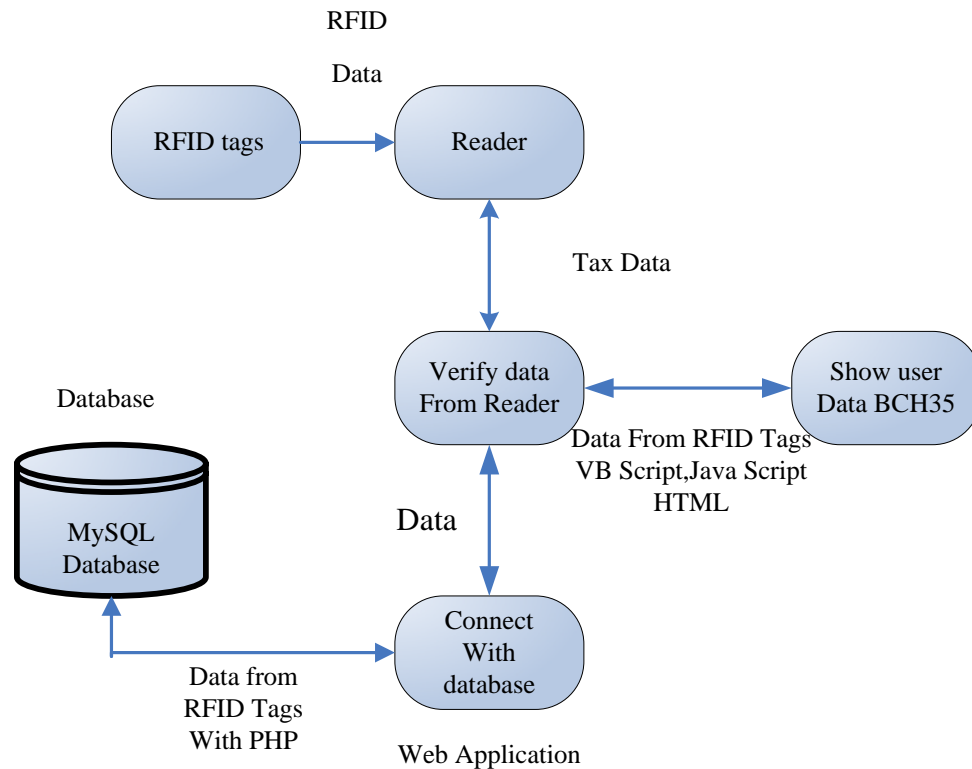 RFID
Data
RFID tags
Reader
Tax Data
Verify data
From Reader
Show user
Data BCH35
Data From RFID Tags
VB Script,Java Script
HTML
Database
MySQL
Database
Data
Connect
With
database
Data from
RFID Tags
With PHP
Web Application